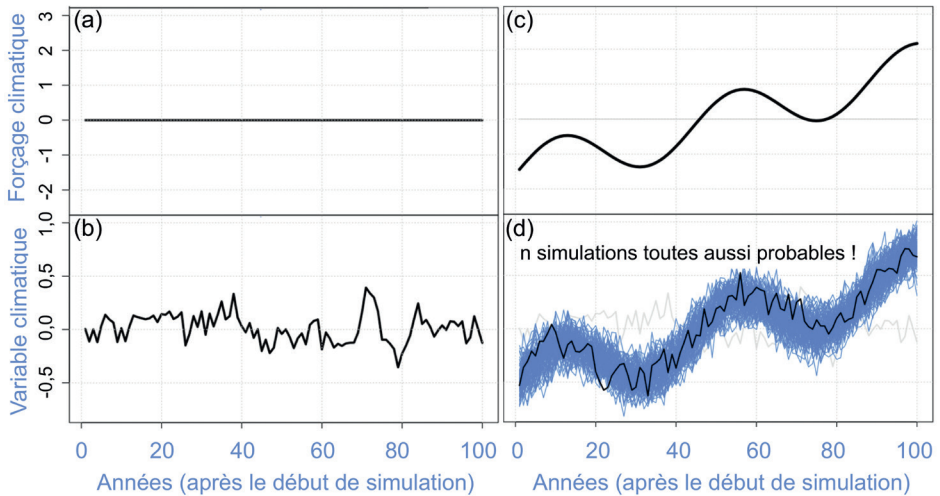 (a)
(c)
Forçage climatique
3
2
1
0
-1
-2
(b)
(d)
n simulations toutes aussi probables !
Variable climatique
1,0
0,5
0,0
-0,5
0 20 40 60 80 100
0 20 40 60 80 100
Années (après le début de simulation)
Années (après le début de simulation)